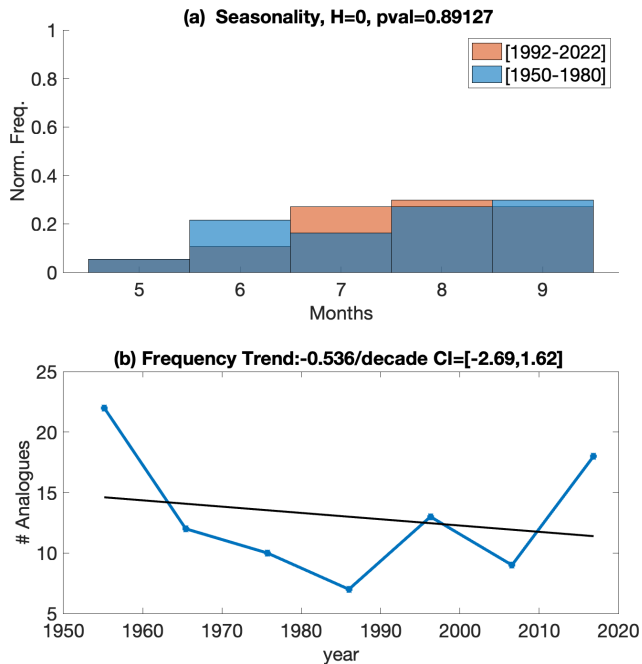 (a) Seasonality, H=0, pval=0.89127
1
0.8
0.6
0.4
0.2
0
Norm. Freq.
[1992-2022]
[1950-1980]
5 6 7 8 9
Months
(b) Frequency Trend:-0.536/decade CI=[-2.69,1.62]
25
20
15
10
5
# Analogues
1950 1960 1970 1980 1990 2000 2010 2020
year